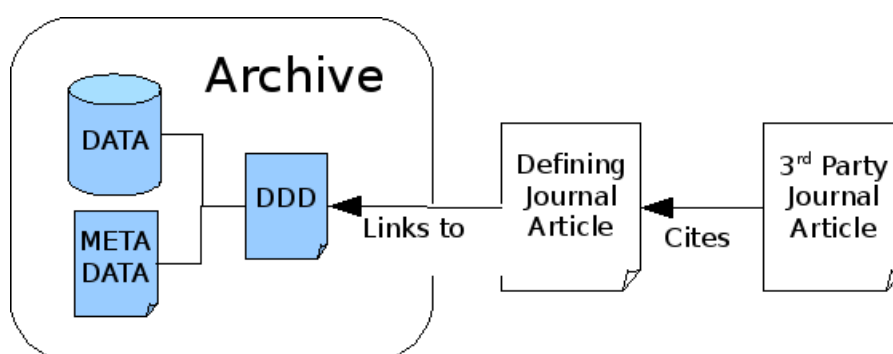 Archive
DATA
META
DATA
DDD
Links to
Defining
Journal
Article
Cites
3rd Party
Journal
Article